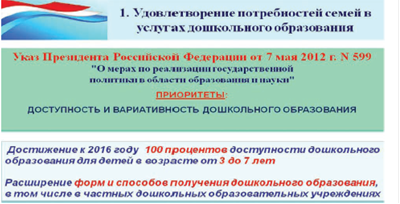 1. Удовлетворение потребностей семей в
услугах дошкольного образования
Указ Президента Российской Федерации от 7 мая 2012 г. N 599
"О мерах по реализации государственной
политики в области образования и науки"
ПРИОРИТЕТЫ:
ДОСТУПНОСТЬ И ВАРИАТИВНОСТЬ ДОШКОЛЬНОГО ОБРАЗОВАНИЯ
Достижение к 2016 году 100 процентов доступности дошкольного
образования для детей в возрасте от 3 до 7 лет
Расширение форм и способов получения дошкольного образования,
в том числе в частных дошкольных образовательных учреждениях